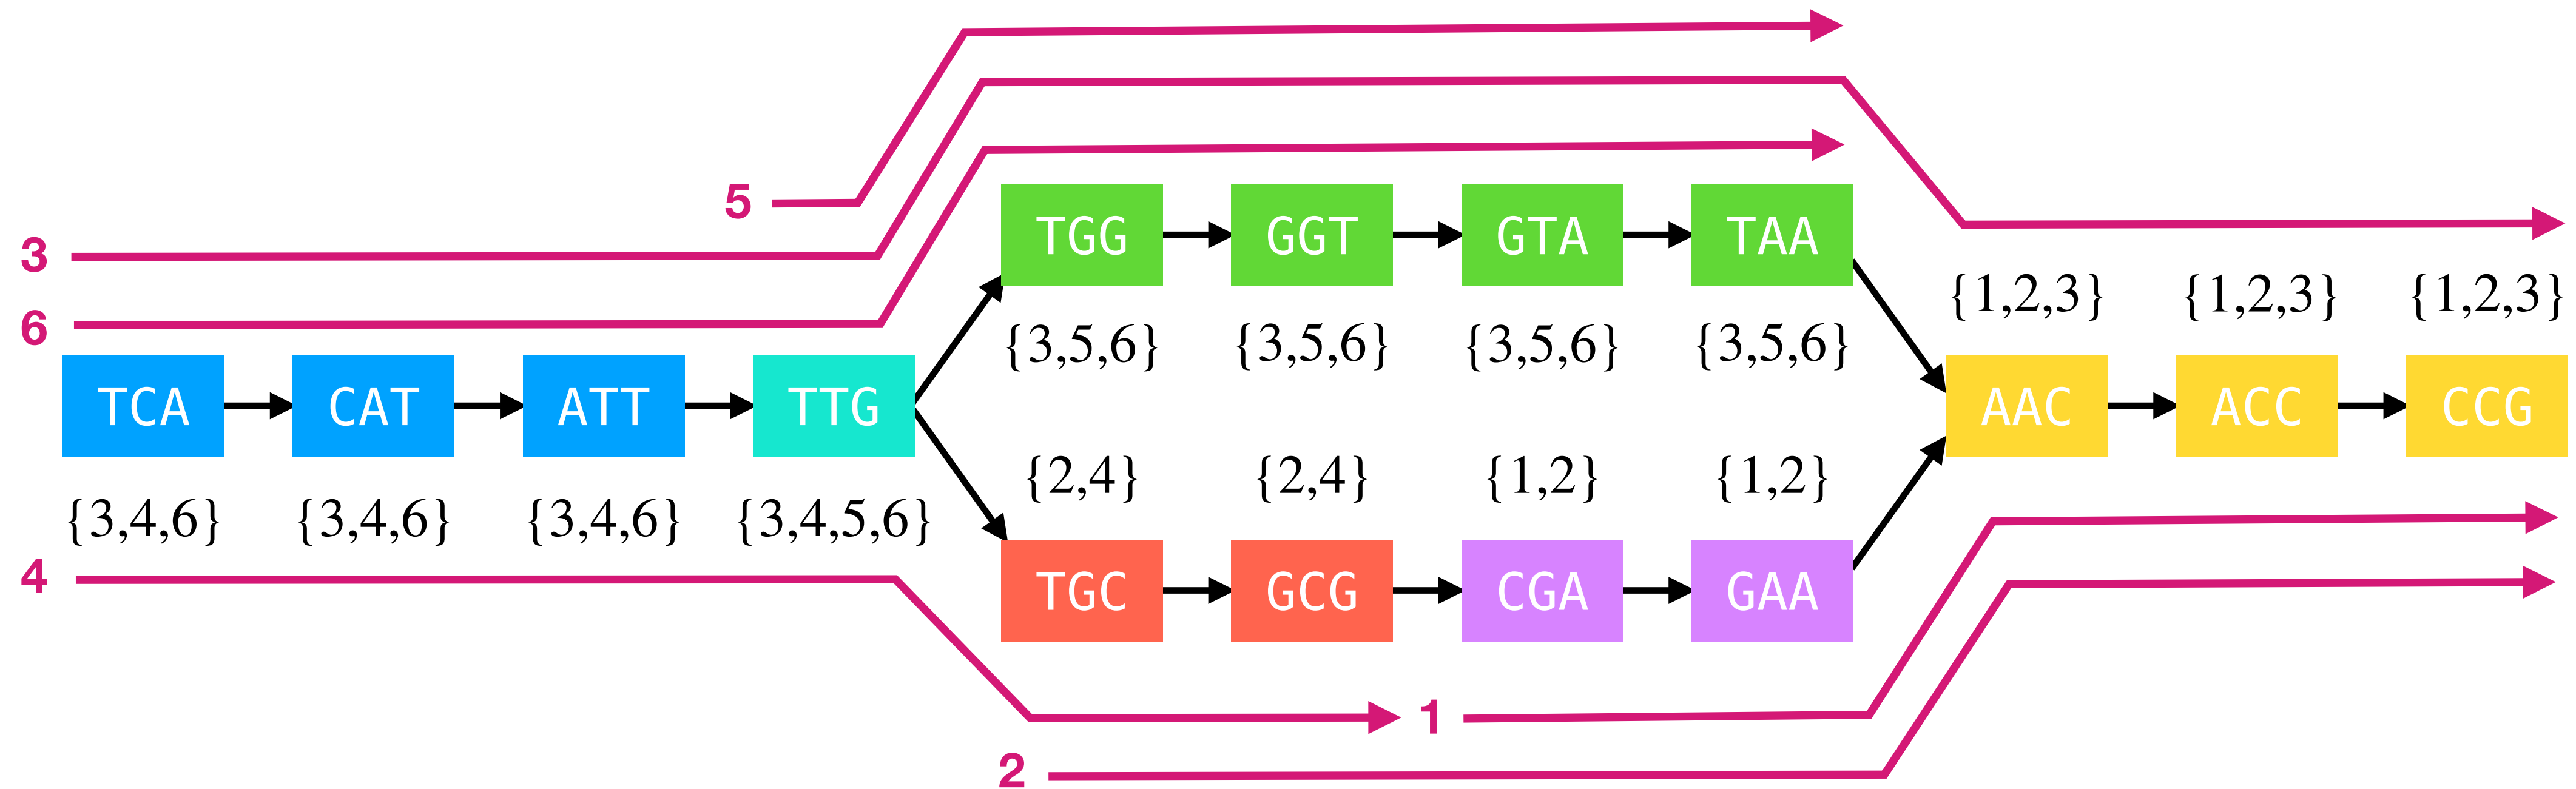 5
3
6
TGG GGT GTA TAA
{3,5,6} {3,5,6} {3,5,6} {3,5,6}
{1,2,3} {1,2,3} {1,2,3}
TCA CAT ATT TTG AAC ACC CCG
{3,4,6} {3,4,6} {3,4,6} {3,4,5,6}
{2,4} {2,4} {1,2} {1,2}
TGC GCG CGA GAA
4
1
2